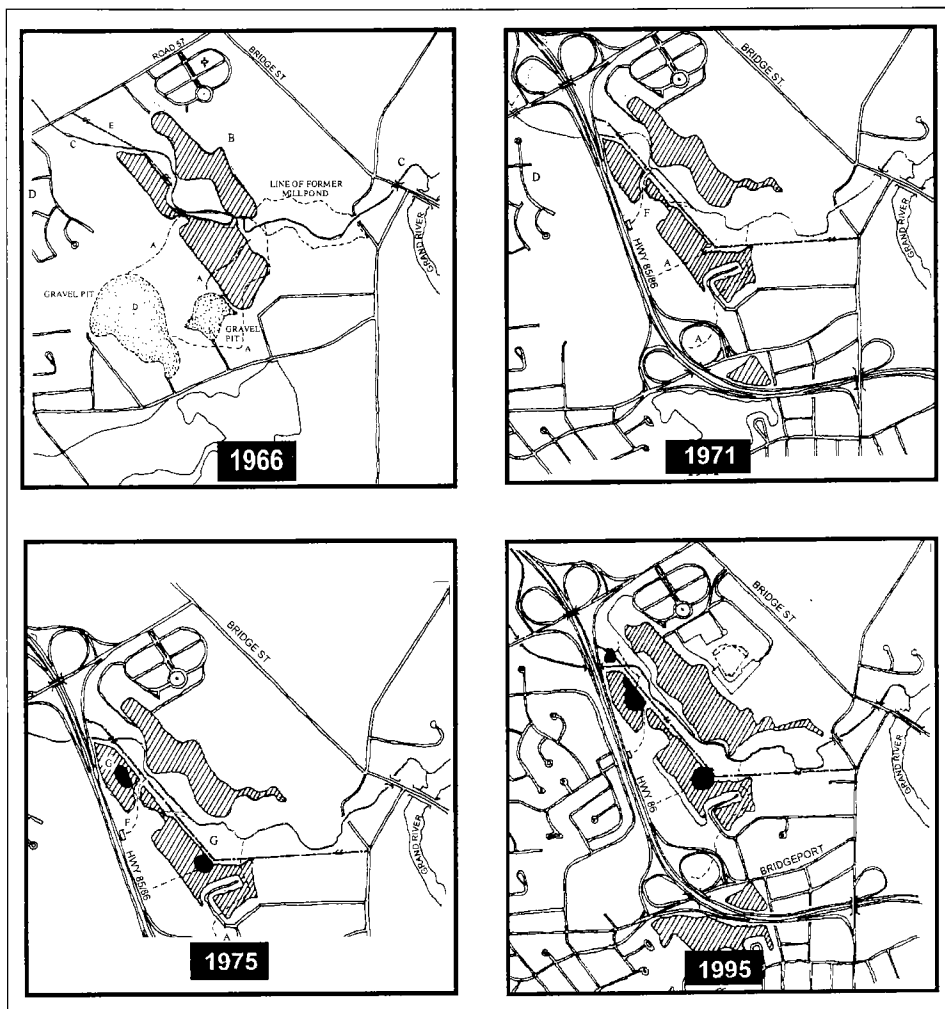 ROAD 57
BRIDGE ST
E
C
B
C
D
LINE OF FORMER
MILLPOND
GRAND RIVER
A
A
GRAVEL PIT
D
GRAVEL
PIT
A
1966
BRIDGE ST
D
F
GRAND RIVER
HWY 85/86
A
A
1971
BRIDGE ST
G
F
G
GRAND RIVER
HWY 85/86
A
1975
BRIDGE ST
GRAND RIVER
HWY 86
BRIDGEPORT
1995